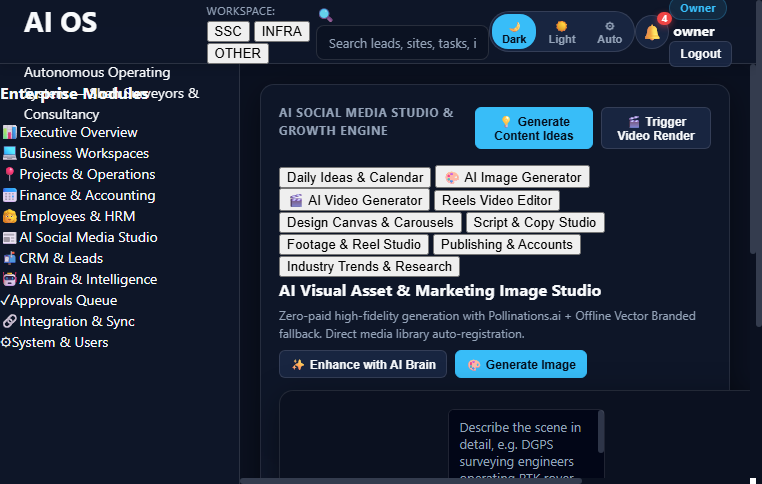 AI OS
WORKSPACE:
SSC INFRA
OTHER
Search leads, sites, tasks, i
Dark
Light
Auto
4
Owner
owner
Logout
Autonomous Operating
Enterprise Modules
Surveyors &
Consultancy
Executive Overview
Business Workspaces
Projects & Operations
Finance & Accounting
Employees & HRM
AI Social Media Studio
CRM & Leads
AI Brain & Intelligence
Approvals Queue
Integration & Sync
System & Users
AI SOCIAL MEDIA STUDIO &
GROWTH ENGINE
Generate
Content Ideas
Trigger
Video Render
Daily Ideas & Calendar AI Image Generator
AI Video Generator Reels Video Editor
Design Canvas & Carousels Script & Copy Studio
Footage & Reel Studio Publishing & Accounts
Industry Trends & Research
AI Visual Asset & Marketing Image Studio
Zero-paid high-fidelity generation with Pollinations.ai + Offline Vector Branded
fallback. Direct media library auto-registration.
Enhance with AI Brain Generate Image
Describe the scene in
detail, e.g. DGPS
surveying engineers
operating RTK rover